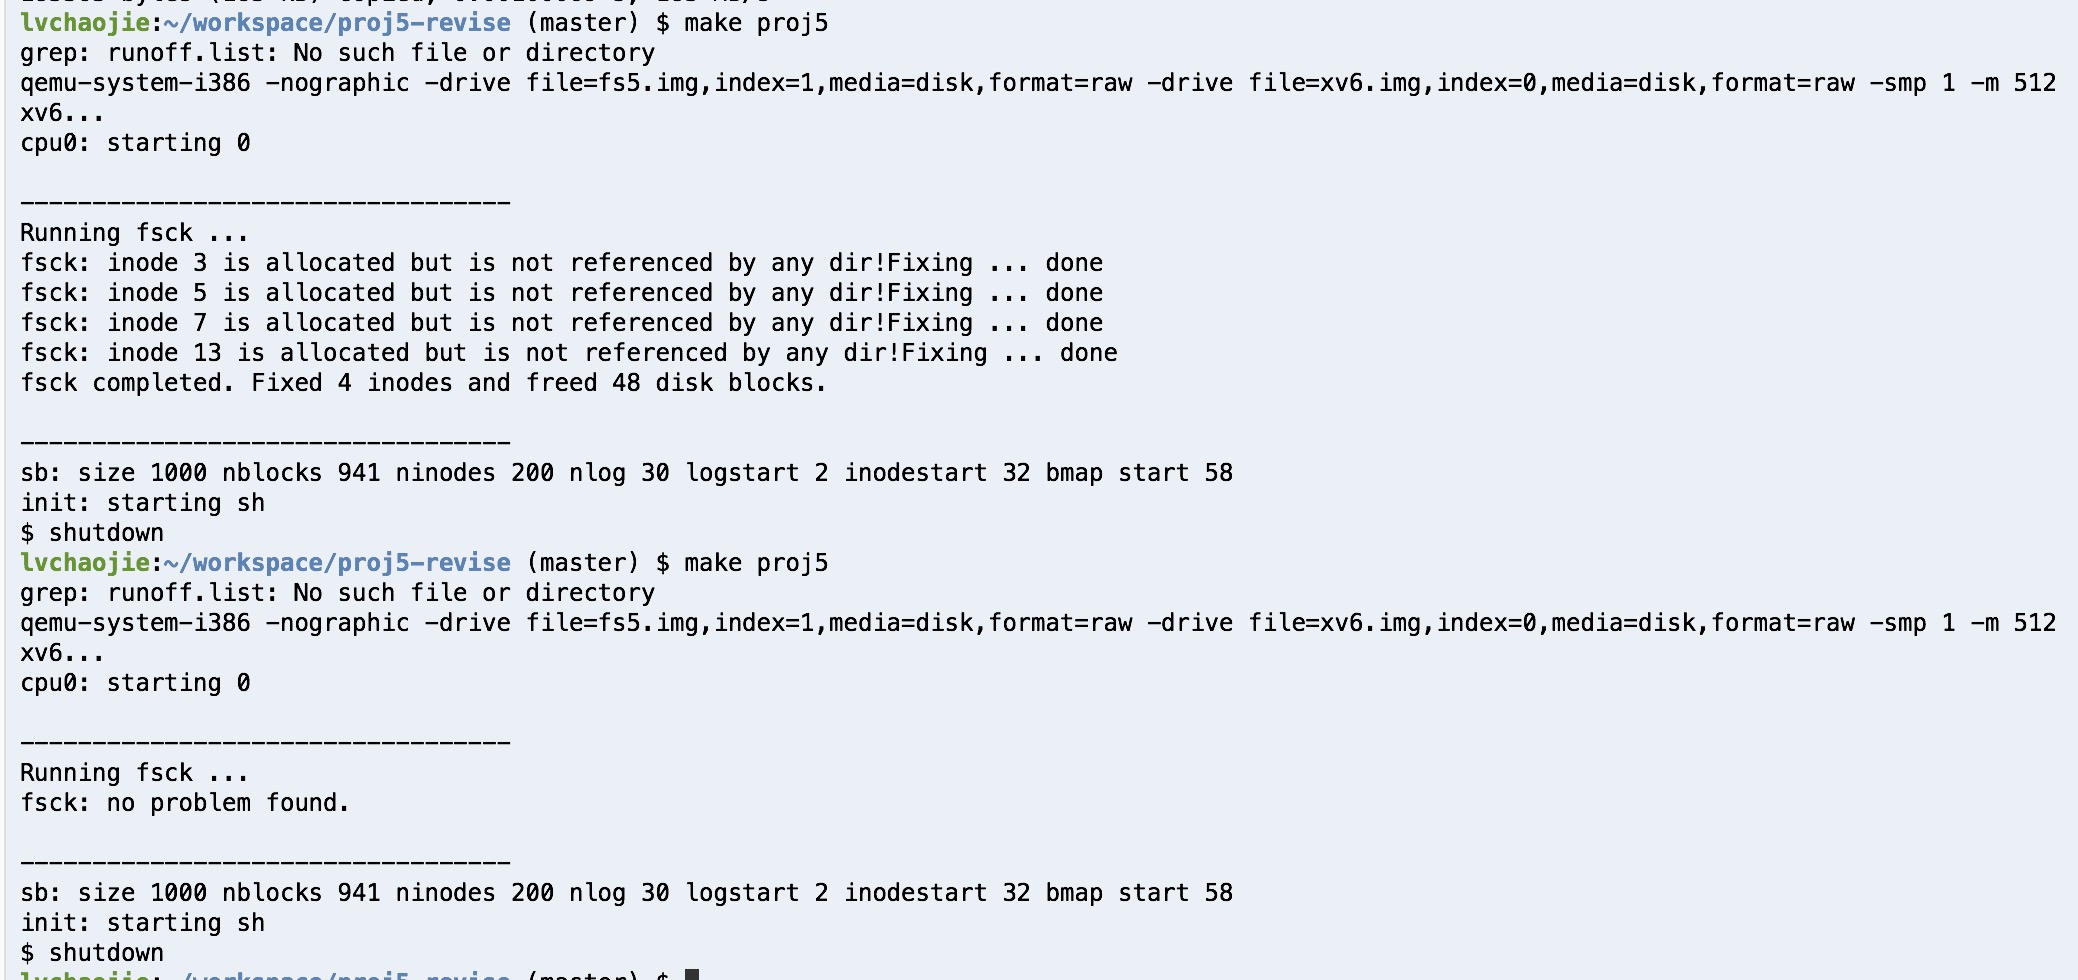 lvchaojie:~/workspace/proj5-revise (master) $ make proj5
grep: runoff.list: No such file or directory
qemu-system-i386 -nographic -drive file=fs5.img,index=1,media=disk,format=raw -drive file=xv6.img,index=0,media=disk,format=raw -smp 1 -m 512
xv6...
cpu0: starting 0
----------------------------------
Running fsck ...
fsck: inode 3 is allocated but is not referenced by any dir!Fixing ... done
fsck: inode 5 is allocated but is not referenced by any dir!Fixing ... done
fsck: inode 7 is allocated but is not referenced by any dir!Fixing ... done
fsck: inode 13 is allocated but is not referenced by any dir!Fixing ... done
fsck completed. Fixed 4 inodes and freed 48 disk blocks.
----------------------------------
sb: size 1000 nblocks 941 ninodes 200 nlog 30 logstart 2 inodestart 32 bmap start 58
init: starting sh
$ shutdown
lvchaojie:~/workspace/proj5-revise (master) $ make proj5
grep: runoff.list: No such file or directory
qemu-system-i386 -nographic -drive file=fs5.img,index=1,media=disk,format=raw -drive file=xv6.img,index=0,media=disk,format=raw -smp 1 -m 512
xv6...
cpu0: starting 0
----------------------------------
Running fsck ...
fsck: no problem found.
----------------------------------
sb: size 1000 nblocks 941 ninodes 200 nlog 30 logstart 2 inodestart 32 bmap start 58
init: starting sh
$ shutdown
lvchaojie:~/workspace/proj5-revise (master) $